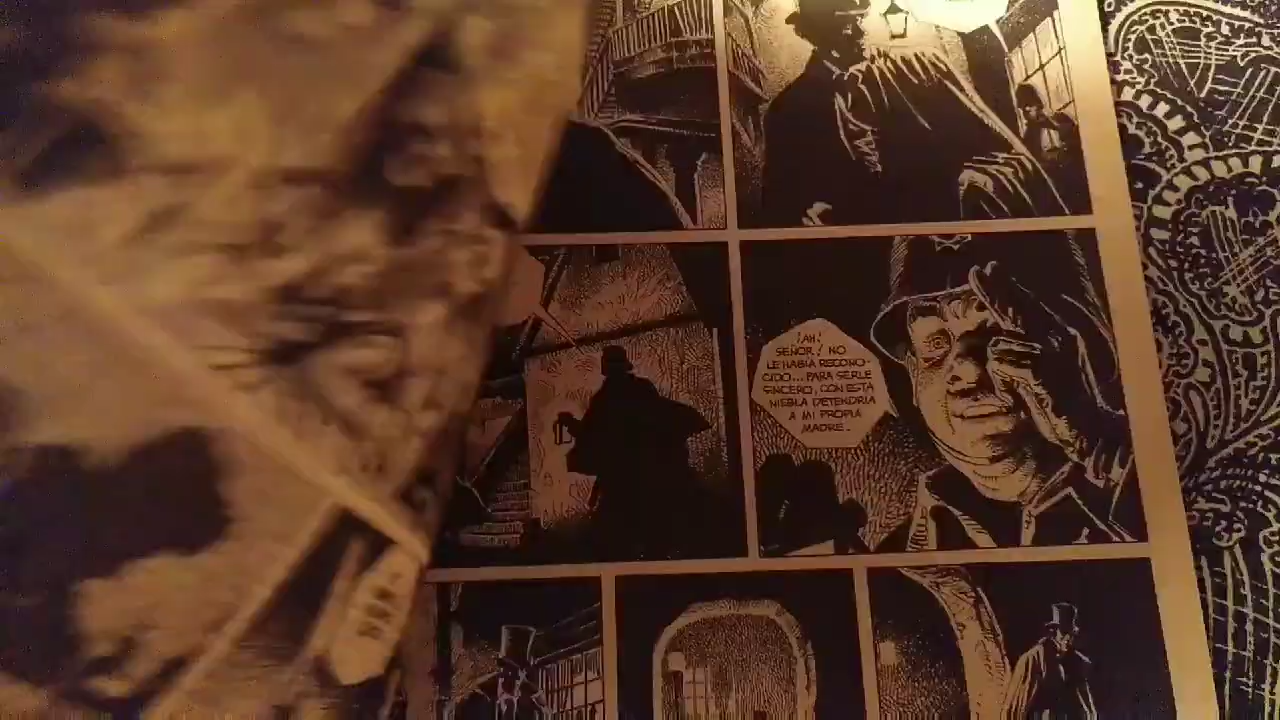 ¡AH!
SEÑOR! NO
LE HABÍA RECONO-
CIDO... PARA SERLE
SINCERO, CON ESTA
NIEBLA DETENDRÍA
A MI PROPIA
MADRE.